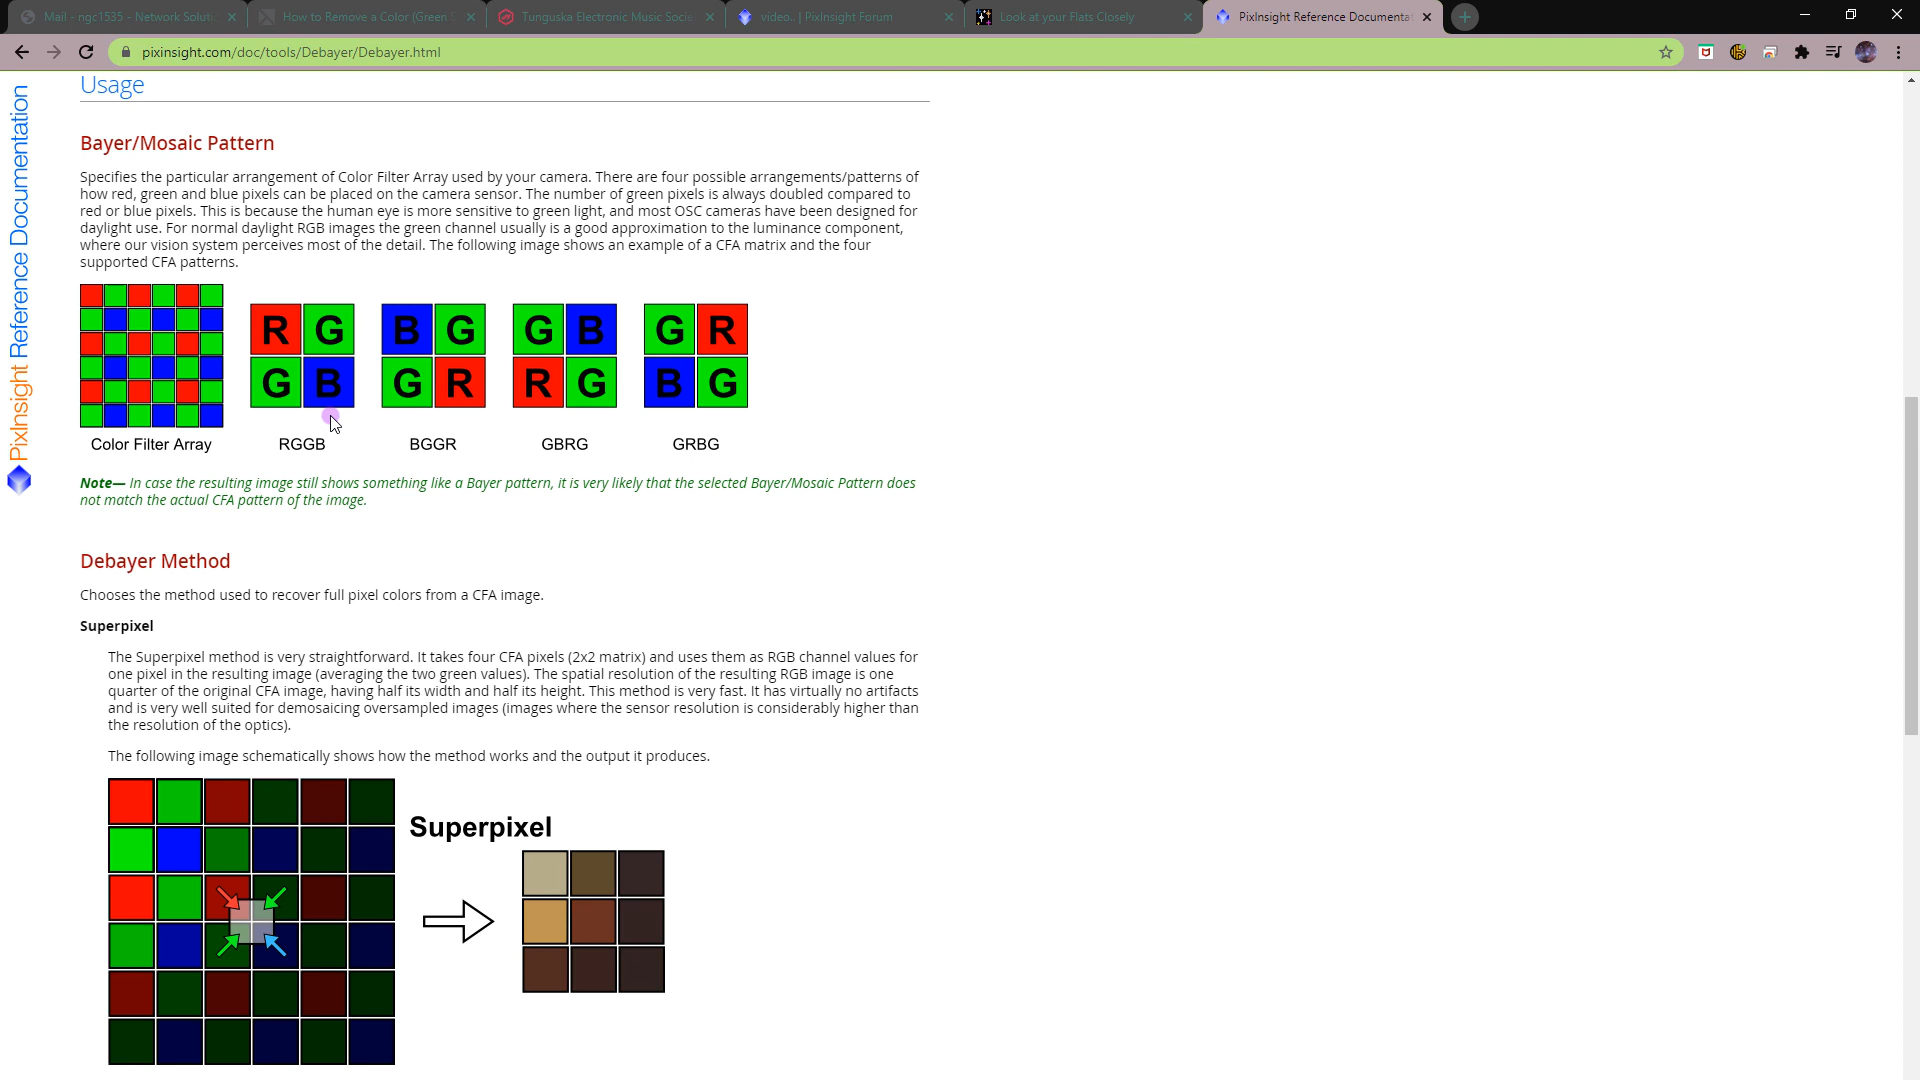 Mail - ngc1535 - Network Soluti
How to Remove a Color (Green
Tunguska Electronic Music Socie
video.. | PixInsight Forum
Look at your Flats Closely
PixInsight Reference Documentat
pixinsight.com/doc/tools/Debayer/Debayer.html
PixInsight Reference Documentation
Usage
Bayer/Mosaic Pattern
Specifies the particular arrangement of Color Filter Array used by your camera. There are four possible arrangements/patterns of
how red, green and blue pixels can be placed on the camera sensor. The number of green pixels is always doubled compared to
red or blue pixels. This is because the human eye is more sensitive to green light, and most OSC cameras have been designed for
daylight use. For normal daylight RGB images the green channel usually is a good approximation to the luminance component,
where our vision system perceives most of the detail. The following image shows an example of a CFA matrix and the four
supported CFA patterns.
R G B G G B G R
G B G R R G B G
Color Filter Array RGGB BGGR GBRG GRBG
Note— In case the resulting image still shows something like a Bayer pattern, it is very likely that the selected Bayer/Mosaic Pattern does
not match the actual CFA pattern of the image.
Debayer Method
Chooses the method used to recover full pixel colors from a CFA image.
Superpixel
The Superpixel method is very straightforward. It takes four CFA pixels (2x2 matrix) and uses them as RGB channel values for
one pixel in the resulting image (averaging the two green values). The spatial resolution of the resulting RGB image is one
quarter of the original CFA image, having half its width and half its height. This method is very fast. It has virtually no artifacts
and is very well suited for demosaicing oversampled images (images where the sensor resolution is considerably higher than
the resolution of the optics).
The following image schematically shows how the method works and the output it produces.
Superpixel